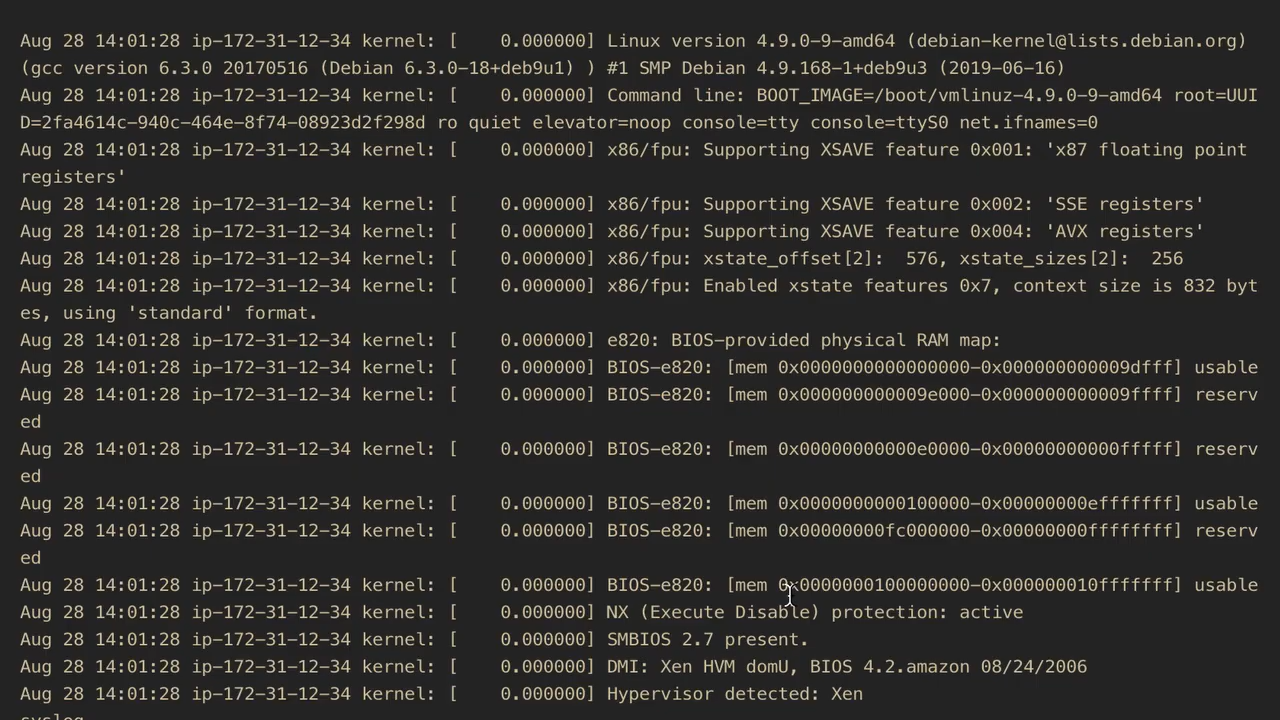 Aug 28 14:01:28 ip-172-31-12-34 kernel: [    0.000000] Linux version 4.9.0-9-amd64 (debian-kernel@lists.debian.org)
(gcc version 6.3.0 20170516 (Debian 6.3.0-18+deb9u1) ) #1 SMP Debian 4.9.168-1+deb9u3 (2019-06-16)
Aug 28 14:01:28 ip-172-31-12-34 kernel: [    0.000000] Command line: BOOT_IMAGE=/boot/vmlinuz-4.9.0-9-amd64 root=UUI
D=2fa4614c-940c-464e-8f74-08923d2f298d ro quiet elevator=noop console=tty console=ttyS0 net.ifnames=0
Aug 28 14:01:28 ip-172-31-12-34 kernel: [    0.000000] x86/fpu: Supporting XSAVE feature 0x001: 'x87 floating point
registers'
Aug 28 14:01:28 ip-172-31-12-34 kernel: [    0.000000] x86/fpu: Supporting XSAVE feature 0x002: 'SSE registers'
Aug 28 14:01:28 ip-172-31-12-34 kernel: [    0.000000] x86/fpu: Supporting XSAVE feature 0x004: 'AVX registers'
Aug 28 14:01:28 ip-172-31-12-34 kernel: [    0.000000] x86/fpu: xstate_offset[2]:  576, xstate_sizes[2]:  256
Aug 28 14:01:28 ip-172-31-12-34 kernel: [    0.000000] x86/fpu: Enabled xstate features 0x7, context size is 832 byt
es, using 'standard' format.
Aug 28 14:01:28 ip-172-31-12-34 kernel: [    0.000000] e820: BIOS-provided physical RAM map:
Aug 28 14:01:28 ip-172-31-12-34 kernel: [    0.000000] BIOS-e820: [mem 0x0000000000000000-0x000000000009dfff] usable
Aug 28 14:01:28 ip-172-31-12-34 kernel: [    0.000000] BIOS-e820: [mem 0x000000000009e000-0x000000000009ffff] reserv
ed
Aug 28 14:01:28 ip-172-31-12-34 kernel: [    0.000000] BIOS-e820: [mem 0x00000000000e0000-0x00000000000fffff] reserv
ed
Aug 28 14:01:28 ip-172-31-12-34 kernel: [    0.000000] BIOS-e820: [mem 0x0000000000100000-0x00000000efffffff] usable
Aug 28 14:01:28 ip-172-31-12-34 kernel: [    0.000000] BIOS-e820: [mem 0x00000000fc000000-0x00000000ffffffff] reserv
ed
Aug 28 14:01:28 ip-172-31-12-34 kernel: [    0.000000] BIOS-e820: [mem 0x0000000100000000-0x000000010fffffff] usable
Aug 28 14:01:28 ip-172-31-12-34 kernel: [    0.000000] NX (Execute Disable) protection: active
Aug 28 14:01:28 ip-172-31-12-34 kernel: [    0.000000] SMBIOS 2.7 present.
Aug 28 14:01:28 ip-172-31-12-34 kernel: [    0.000000] DMI: Xen HVM domU, BIOS 4.2.amazon 08/24/2006
Aug 28 14:01:28 ip-172-31-12-34 kernel: [    0.000000] Hypervisor detected: Xen
syslog